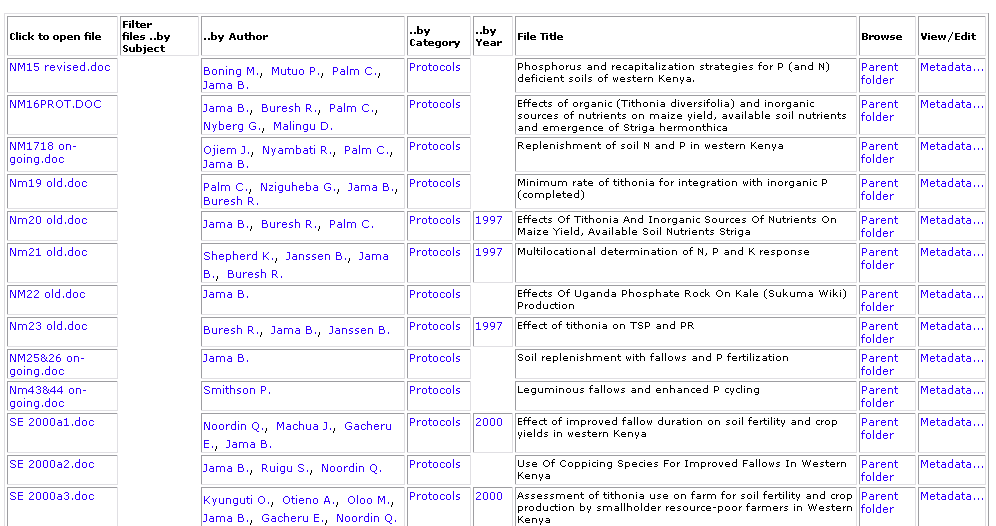 Click to open file Filter files ..by Subject ..by Author ..by Category ..by Year File Title Browse View/Edit
NM15 revised.doc Boning M., Mutuo P., Palm C., Jama B. Protocols Phosphorus and recapitalization strategies for P (and N) deficient soils of western Kenya. Parent folder Metadata...
NM16PROT.DOC Jama B., Buresh R., Palm C., Nyberg G., Malingu D. Protocols Effects of organic (Tithonia diversifolia) and inorganic sources of nutrients on maize yield, available soil nutrients and emergence of Striga hermonthica Parent folder Metadata...
NM1718 on-going.doc Ojiem J., Nyambati R., Palm C., Jama B. Protocols Replenishment of soil N and P in western Kenya Parent folder Metadata...
Nm19 old.doc Palm C., Nziguheba G., Jama B., Buresh R. Protocols Minimum rate of tithonia for integration with inorganic P (completed) Parent folder Metadata...
Nm20 old.doc Jama B., Buresh R., Palm C. Protocols 1997 Effects Of Tithonia And Inorganic Sources Of Nutrients On Maize Yield, Available Soil Nutrients Striga Parent folder Metadata...
Nm21 old.doc Shepherd K., Janssen B., Jama B., Buresh R. Protocols 1997 Multilocational determination of N, P and K response Parent folder Metadata...
NM22 old.doc Jama B. Protocols Effects Of Uganda Phosphate Rock On Kale (Sukuma Wiki) Production Parent folder Metadata...
Nm23 old.doc Buresh R., Jama B., Janssen B. Protocols 1997 Effect of tithonia on TSP and PR Parent folder Metadata...
NM25&26 on-going.doc Jama B. Protocols Soil replenishment with fallows and P fertilization Parent folder Metadata...
Nm43&44 on-going.doc Smithson P. Protocols Leguminous fallows and enhanced P cycling Parent folder Metadata...
SE 2000a1.doc Noordin Q., Machua J., Gacheru E., Jama B. Protocols 2000 Effect of improved fallow duration on soil fertility and crop yields in western Kenya Parent folder Metadata...
SE 2000a2.doc Jama B., Ruigu S., Noordin Q. Protocols Use Of Coppicing Species For Improved Fallows In Western Kenya Parent folder Metadata...
SE 2000a3.doc Kyunguti O., Otieno A., Oloo M., Jama B., Gacheru E., Noordin Q. Protocols 2000 Assessment of tithonia use on farm for soil fertility and crop production by smallholder resource-poor farmers in Western Kenya Parent folder Metadata...